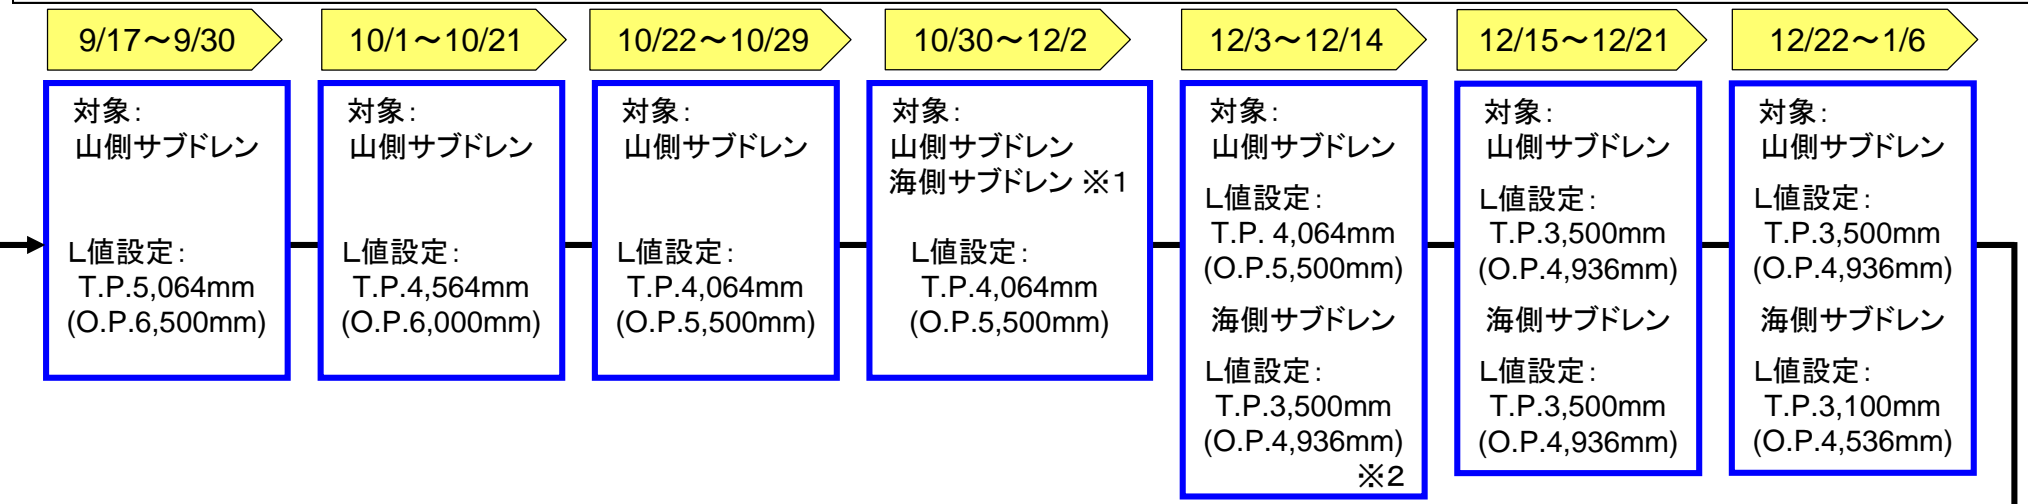 9/17～9/30
対象：
山側サブドレン
L値設定：
T.P.5,064mm
(O.P.6,500mm)
10/1～10/21
対象：
山側サブドレン
L値設定：
T.P.4,564mm
(O.P.6,000mm)
10/22～10/29
対象：
山側サブドレン
L値設定：
T.P.4,064mm
(O.P.5,500mm)
10/30～12/2
対象：
山側サブドレン
海側サブドレン ※1
L値設定：
T.P.4,064mm
(O.P.5,500mm)
12/3～12/14
対象：
山側サブドレン
L値設定：
T.P. 4,064mm
(O.P.5,500mm)
海側サブドレン
L値設定：
T.P.3,500mm
(O.P.4,936mm)
※2
12/15～12/21
対象：
山側サブドレン
L値設定：
T.P.3,500mm
(O.P.4,936mm)
海側サブドレン
L値設定：
T.P.3,500mm
(O.P.4,936mm)
12/22～1/6
対象：
山側サブドレン
L値設定：
T.P.3,500mm
(O.P.4,936mm)
海側サブドレン
L値設定：
T.P.3,100mm
(O.P.4,536mm)